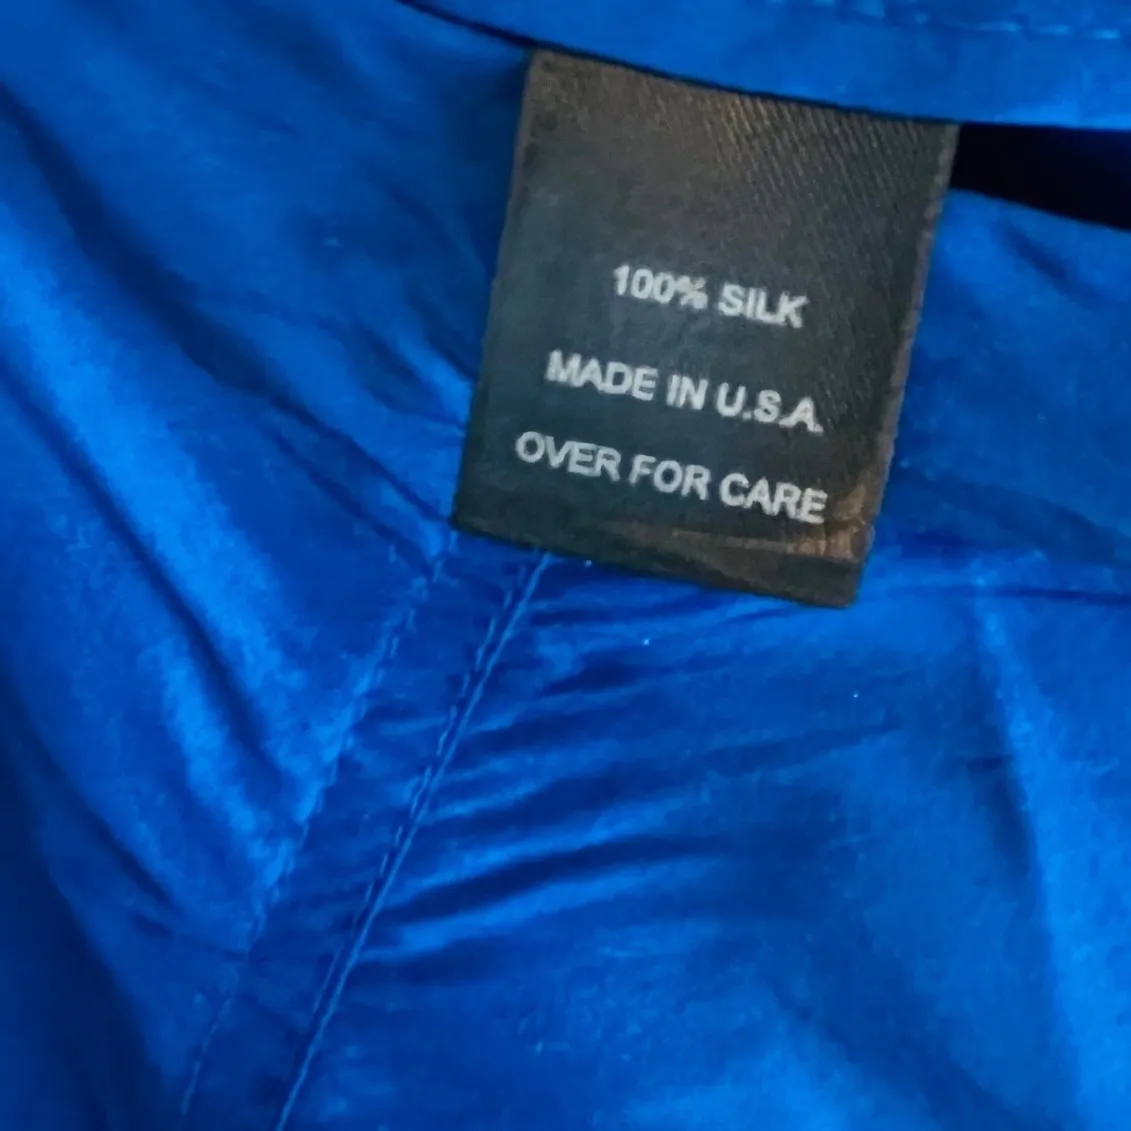 100% SILK
MADE IN U.S.A.
OVER FOR CARE